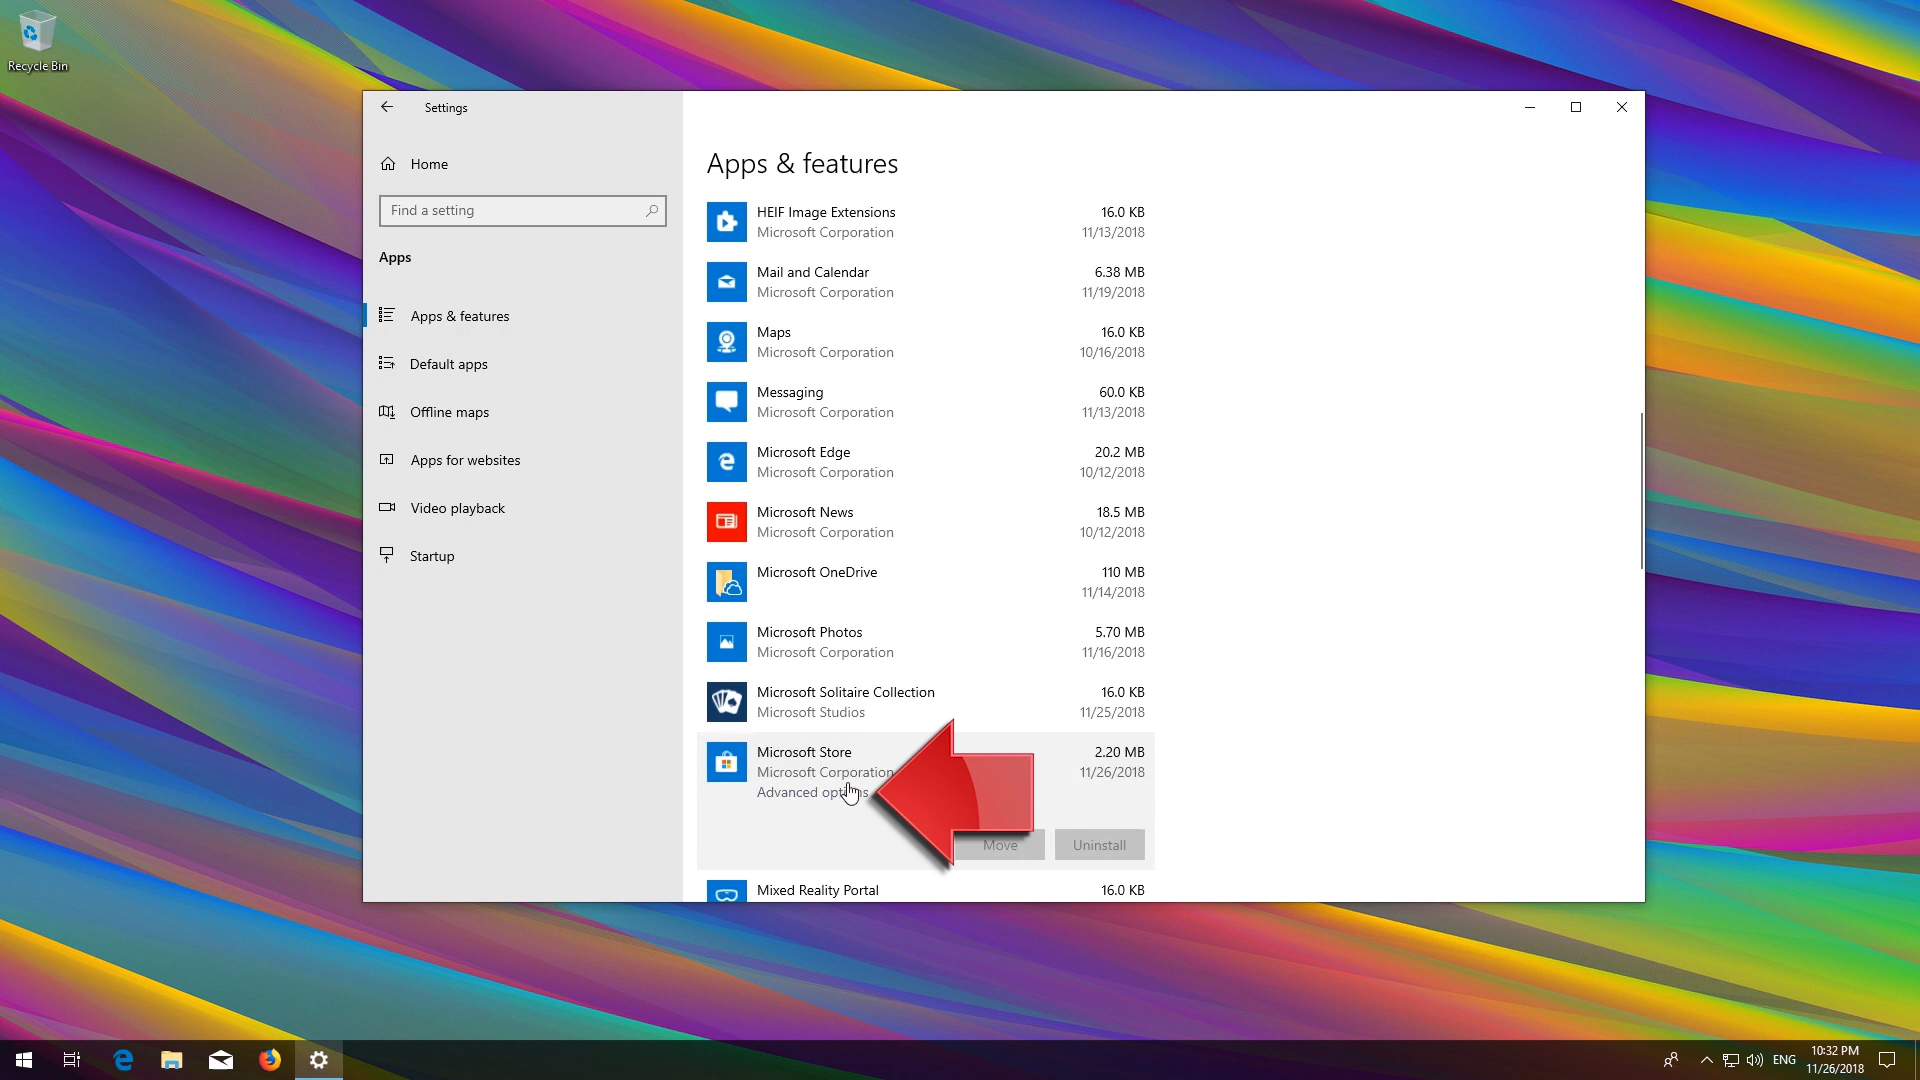 Recycle Bin
Settings
Home
Find a setting
Apps
Apps & features
Default apps
Offline maps
Apps for websites
Video playback
Startup
Apps & features
HEIF Image Extensions 16.0 KB
Microsoft Corporation 11/13/2018
Mail and Calendar 6.38 MB
Microsoft Corporation 11/19/2018
Maps 16.0 KB
Microsoft Corporation 10/16/2018
Messaging 60.0 KB
Microsoft Corporation 11/13/2018
Microsoft Edge 20.2 MB
Microsoft Corporation 10/12/2018
Microsoft News 18.5 MB
Microsoft Corporation 10/12/2018
Microsoft OneDrive 110 MB
11/14/2018
Microsoft Photos 5.70 MB
Microsoft Corporation 11/16/2018
Microsoft Solitaire Collection 16.0 KB
Microsoft Studios 11/25/2018
Microsoft Store 2.20 MB
Microsoft Corporation 11/26/2018
Advanced options
Move Uninstall
Mixed Reality Portal 16.0 KB
ENG
10:32 PM
11/26/2018